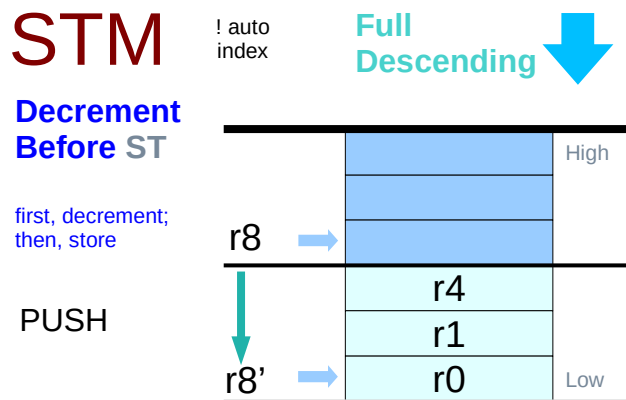 STM
! auto
index
Full
Descending
Decrement
Before ST
High
first, decrement;
then, store
r8
r4
PUSH
r1
r8’
r0
Low